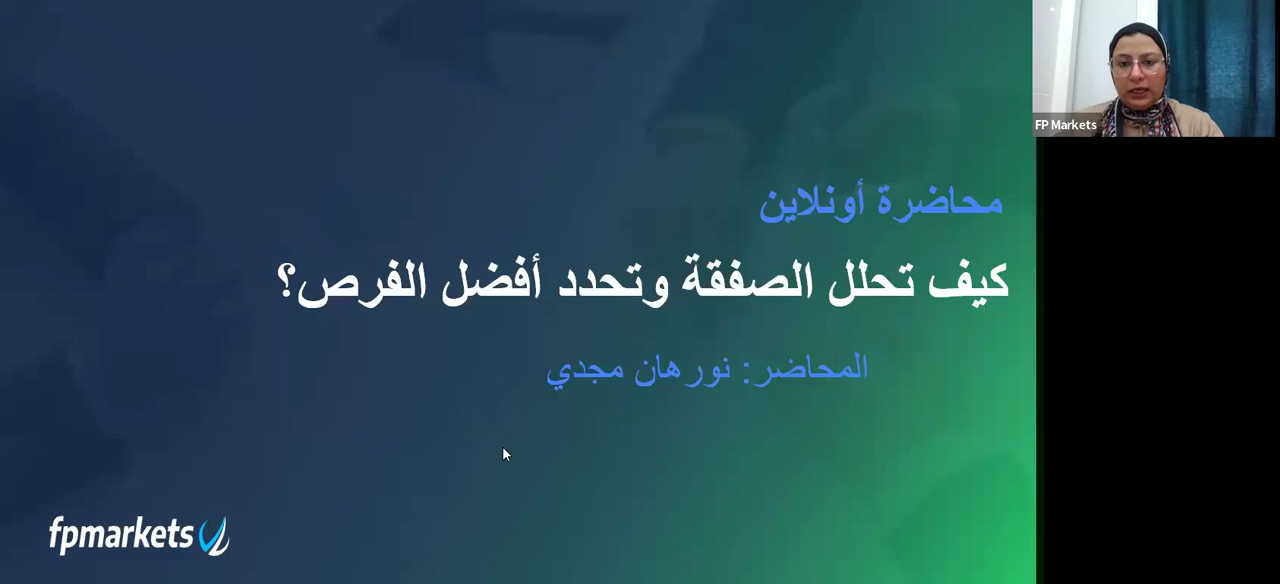 محاضرة أونلاين
كيف تحلل الصفقة وتحدد أفضل الفرص؟
المحاضر: نورهان مجدي
fpmarkets
FP Markets